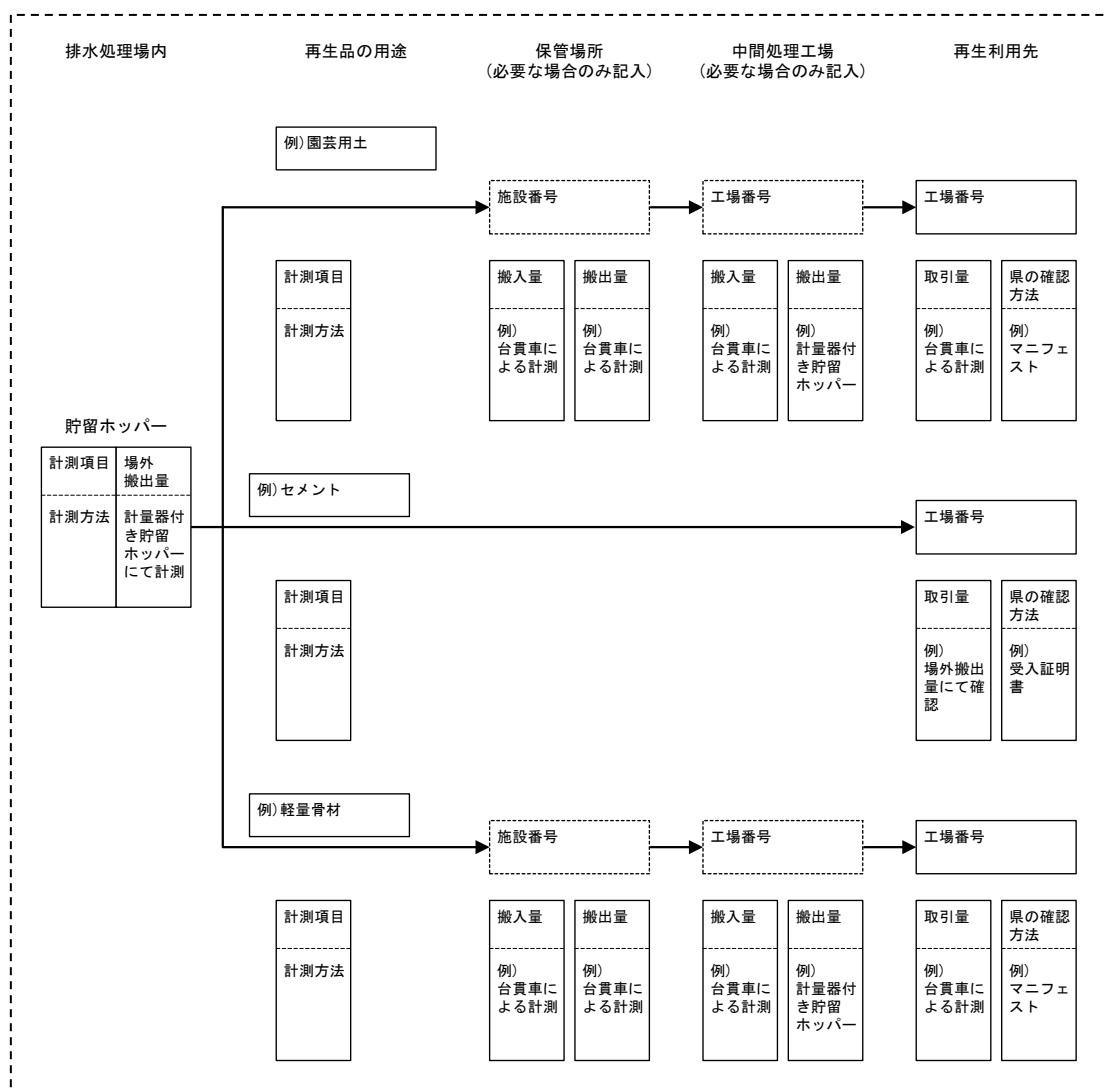 排水処理場内
再生品の用途
保管場所
(必要な場合のみ記入)
中間処理工場
(必要な場合のみ記入)
再生利用先
例)園芸用土
施設番号
工場番号
工場番号
計測項目
計測方法
搬入量
例)
台貫車に
よる計測
搬出量
例)
台貫車に
よる計測
搬入量
例)
台貫車に
よる計測
搬出量
例)
計量器付
き貯留
ホッパー
取引量
例)
台貫車に
よる計測
県の確認
方法
例)
マニフェ
スト
貯留ホッパー
計測項目
場外
搬出量
計測方法
計量器付
き貯留
ホッパー
にて計測
例)セメント
工場番号
計測項目
計測方法
取引量
例)
場外搬出
量にて確
認
県の確認
方法
例)
受入証明
書
例)軽量骨材
施設番号
工場番号
工場番号
計測項目
計測方法
搬入量
例)
台貫車に
よる計測
搬出量
例)
台貫車に
よる計測
搬入量
例)
台貫車に
よる計測
搬出量
例)
計量器付
き貯留
ホッパー
取引量
例)
台貫車に
よる計測
県の確認
方法
例)
マニフェ
スト